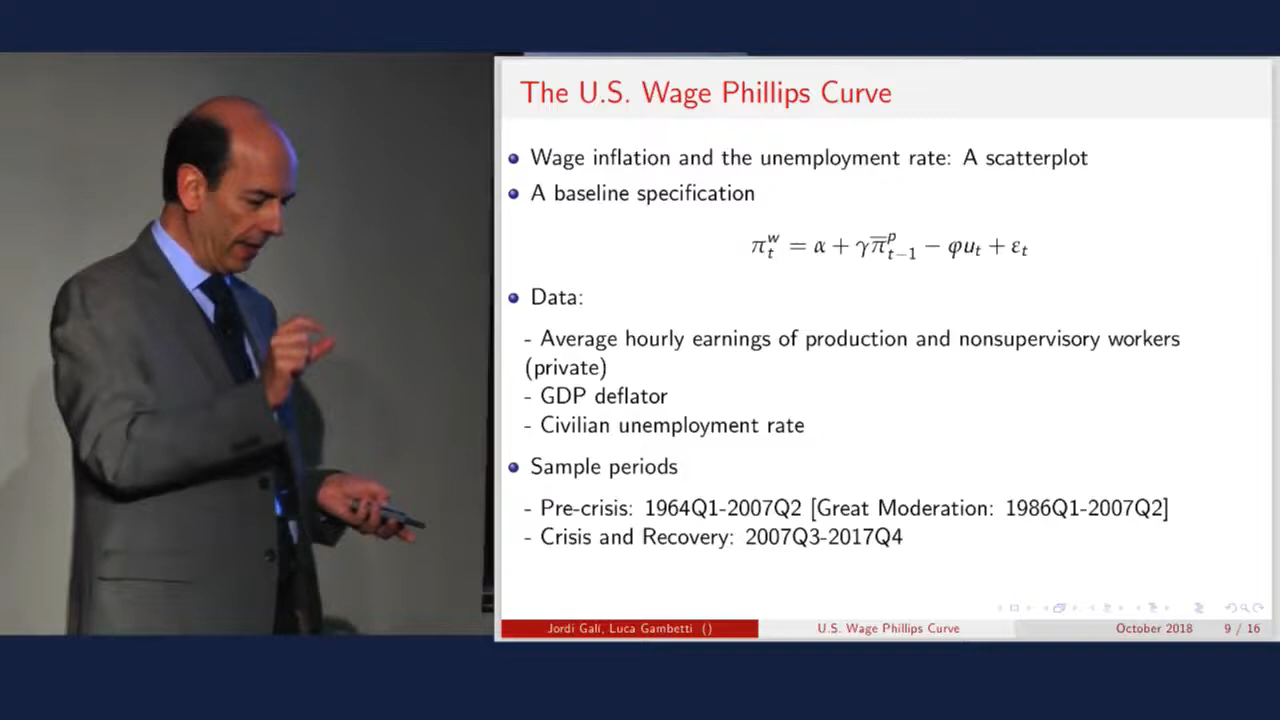 The U.S. Wage Phillips Curve
Wage inflation and the unemployment rate: A scatterplot
A baseline specification
π_t^w = α + γπ̅_{t−1}^p − φu_t + ε_t
Data:
- Average hourly earnings of production and nonsupervisory workers
(private)
- GDP deflator
- Civilian unemployment rate
Sample periods
- Pre-crisis: 1964Q1-2007Q2 [Great Moderation: 1986Q1-2007Q2]
- Crisis and Recovery: 2007Q3-2017Q4
Jordi Galí, Luca Gambetti () U.S. Wage Phillips Curve October 2018 9 / 16